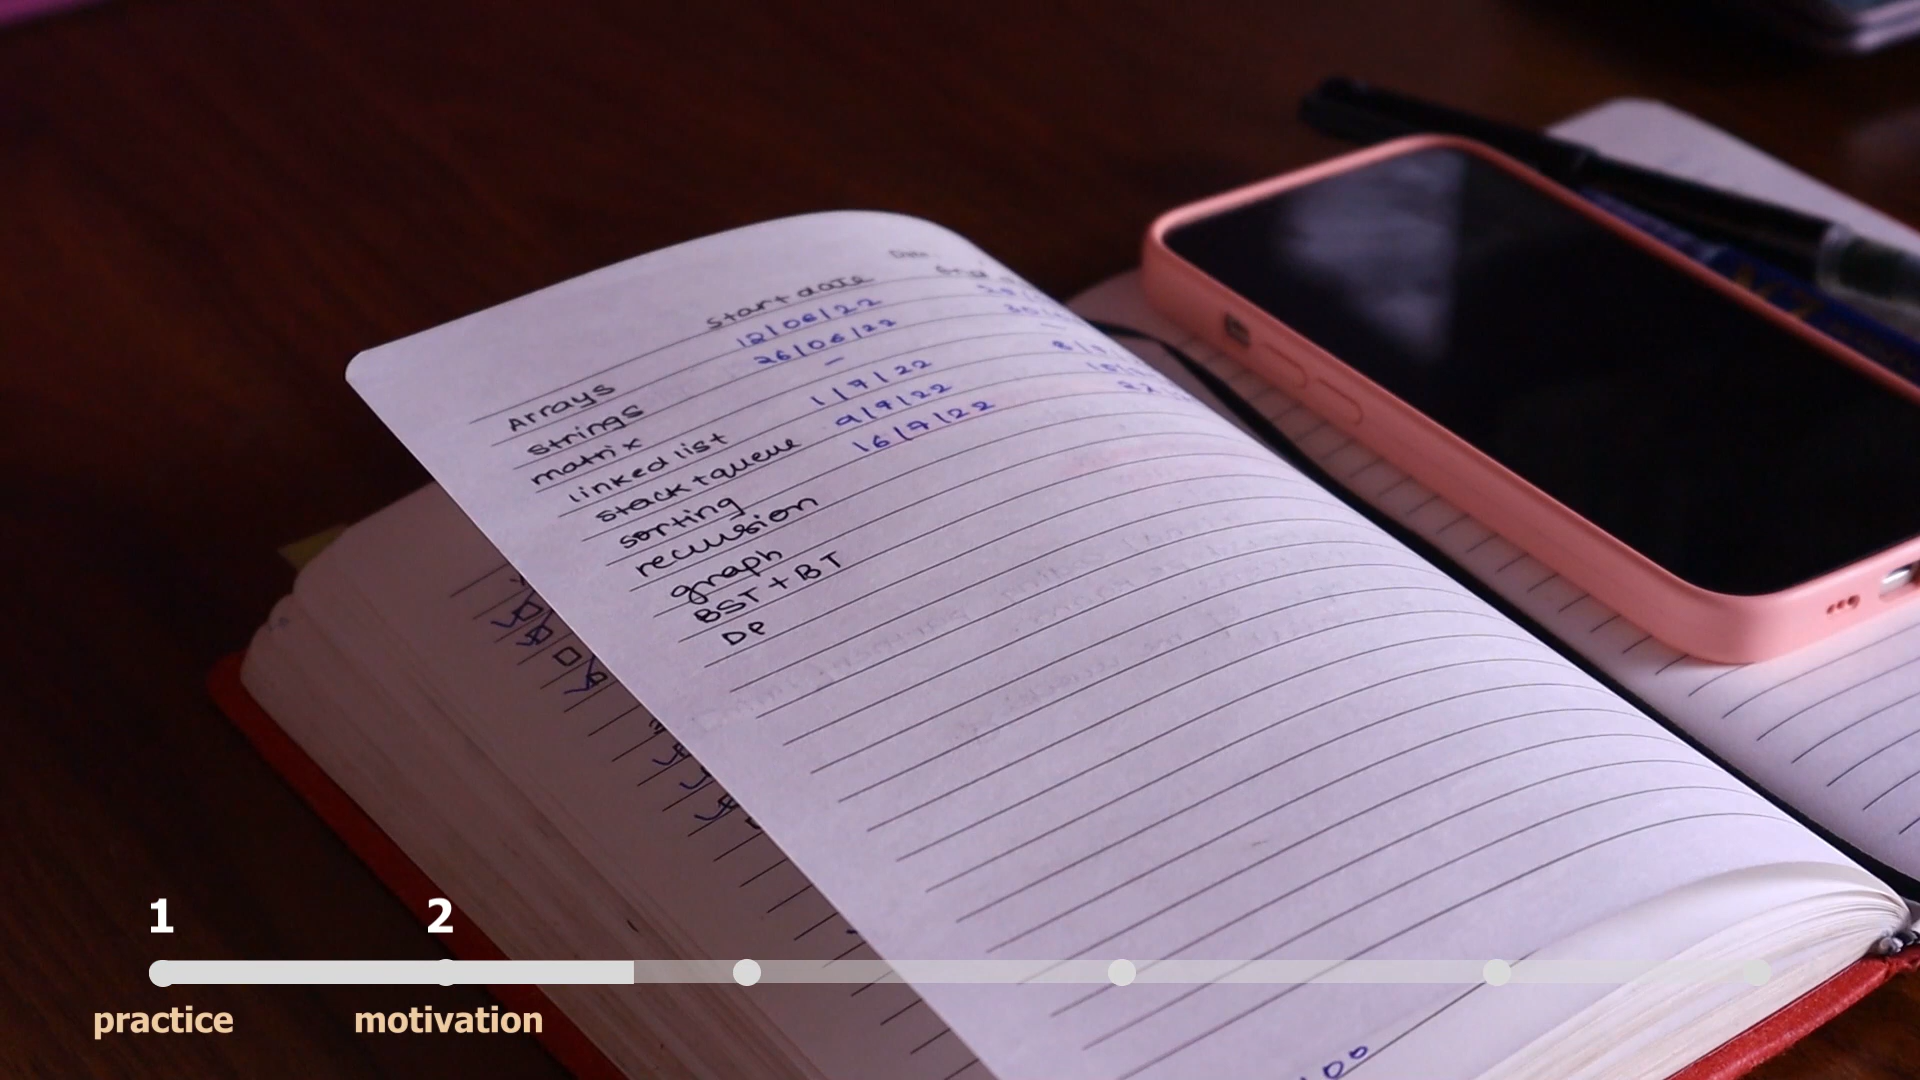 Date
start date
Arrays 12/06/22
strings 26/06/22
matrix —
linked list 1/7/22
stack + queue 9/7/22
sorting 16/7/22
recursion
graph
BST + BT
DP
1 2
practice motivation